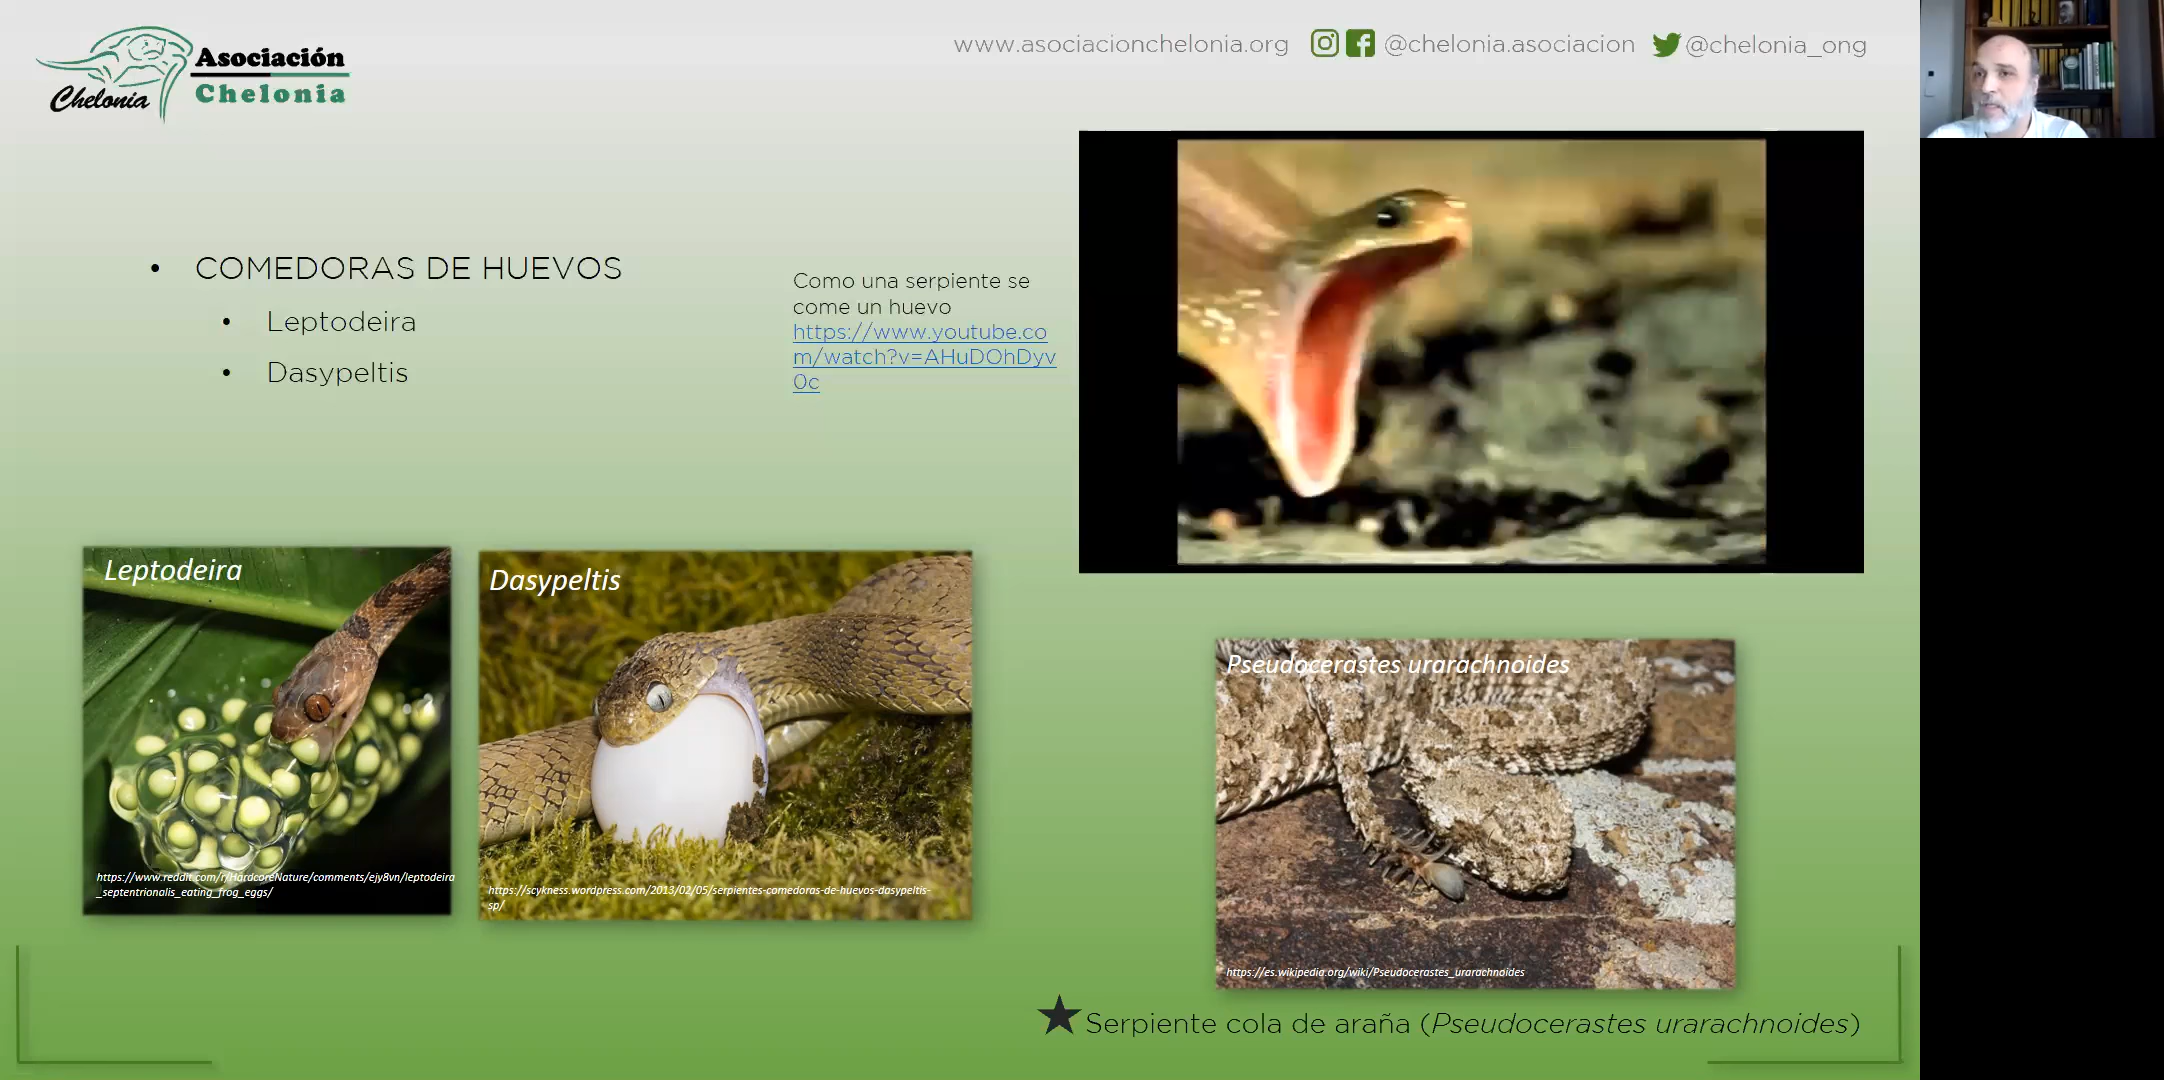 Chelonia
Asociación
Chelonia
www.asociacionchelonia.org @chelonia.asociacion @chelonia_ong
• COMEDORAS DE HUEVOS
• Leptodeira
• Dasypeltis
Como una serpiente se
come un huevo
https://www.youtube.co
m/watch?v=AHuDOhDyv
0c
Leptodeira
https://www.reddit.com/r/HardcoreNature/comments/ejy8vn/leptodeira
_septentrionalis_eating_frog_eggs/
Dasypeltis
https://scykness.wordpress.com/2013/02/05/serpientes-comedoras-de-huevos-dasypeltis-
sp/
Pseudocerastes urarachnoides
https://es.wikipedia.org/wiki/Pseudocerastes_urarachnoides
★ Serpiente cola de araña (Pseudocerastes urarachnoides)